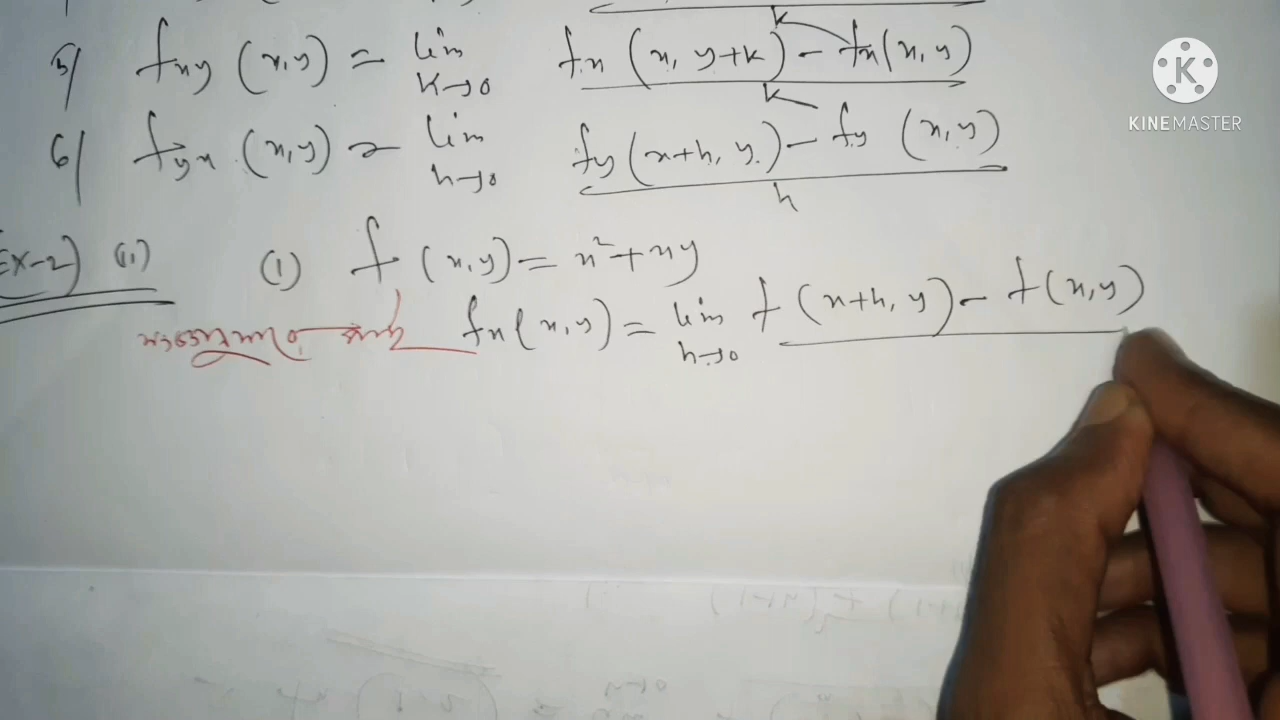 5/ fxy (x,y) = lim k→0 fx (x, y+k) - fx(x,y) / k
6/ fyx (x,y) = lim h→0 fy (x+h, y) - fy (x,y) / h
Ex-2) (ii) (1) f (x,y) = x² + xy
fx(x,y) = lim h→0 f (x+h, y) - f(x,y)
KINEMASTER